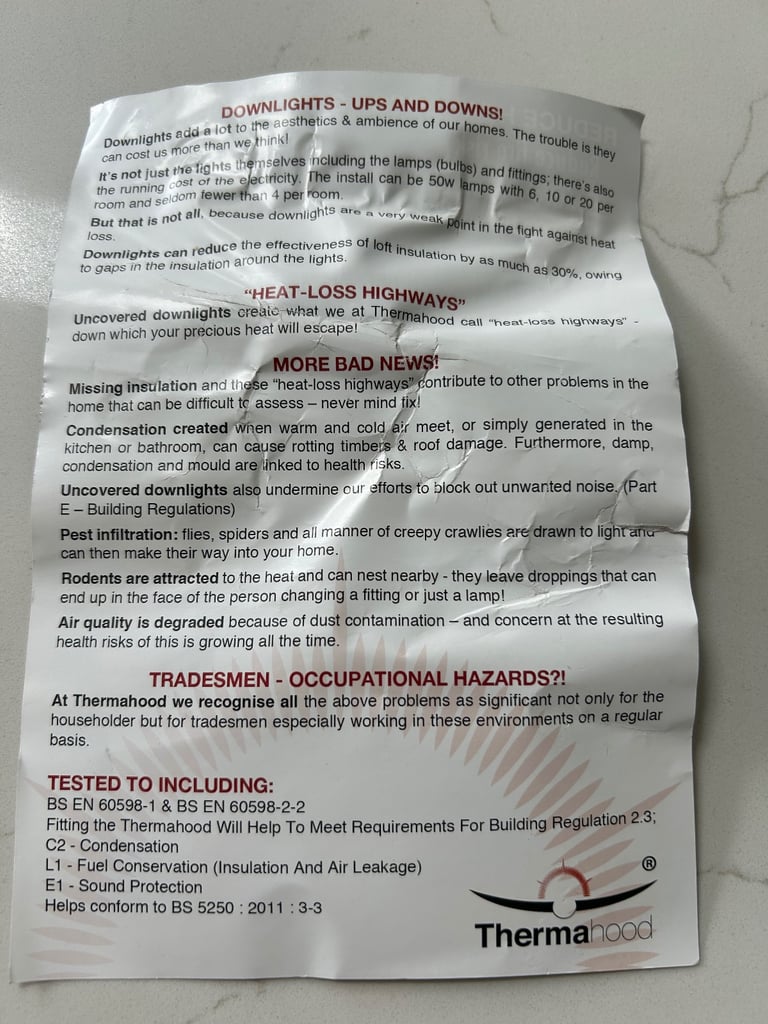 DOWNLIGHTS - UPS AND DOWNS!
Downlights add a lot to the aesthetics & ambience of our homes. The trouble is they
can cost us more than we think!
It's not just the lights themselves including the lamps (bulbs) and fittings; there's also
the running cost of the electricity. The install can be 50w lamps with 6, 10 or 20 per
room and seldom fewer than 4 per room.
But that is not all, because downlights are a very weak point in the fight against heat
loss.
Downlights can reduce the effectiveness of loft insulation by as much as 30%, owing
to gaps in the insulation around the lights.
"HEAT-LOSS HIGHWAYS"
Uncovered downlights create what we at Thermahood call "heat-loss highways" -
down which your precious heat will escape!
MORE BAD NEWS!
Missing insulation and these "heat-loss highways" contribute to other problems in the
home that can be difficult to assess – never mind fix!
Condensation created when warm and cold air meet, or simply generated in the
kitchen or bathroom, can cause rotting timbers & roof damage. Furthermore, damp,
condensation and mould are linked to health risks.
Uncovered downlights also undermine our efforts to block out unwanted noise. (Part
E – Building Regulations)
Pest infiltration: flies, spiders and all manner of creepy crawlies are drawn to light and
can then make their way into your home.
Rodents are attracted to the heat and can nest nearby - they leave droppings that can
end up in the face of the person changing a fitting or just a lamp!
Air quality is degraded because of dust contamination – and concern at the resulting
health risks of this is growing all the time.
TRADESMEN - OCCUPATIONAL HAZARDS?!
At Thermahood we recognise all the above problems as significant not only for the
householder but for tradesmen especially working in these environments on a regular
basis.
TESTED TO INCLUDING:
BS EN 60598-1 & BS EN 60598-2-2
Fitting the Thermahood Will Help To Meet Requirements For Building Regulation 2.3;
C2 - Condensation
L1 - Fuel Conservation (Insulation And Air Leakage)
E1 - Sound Protection
Helps conform to BS 5250 : 2011 : 3-3
®
Thermahood